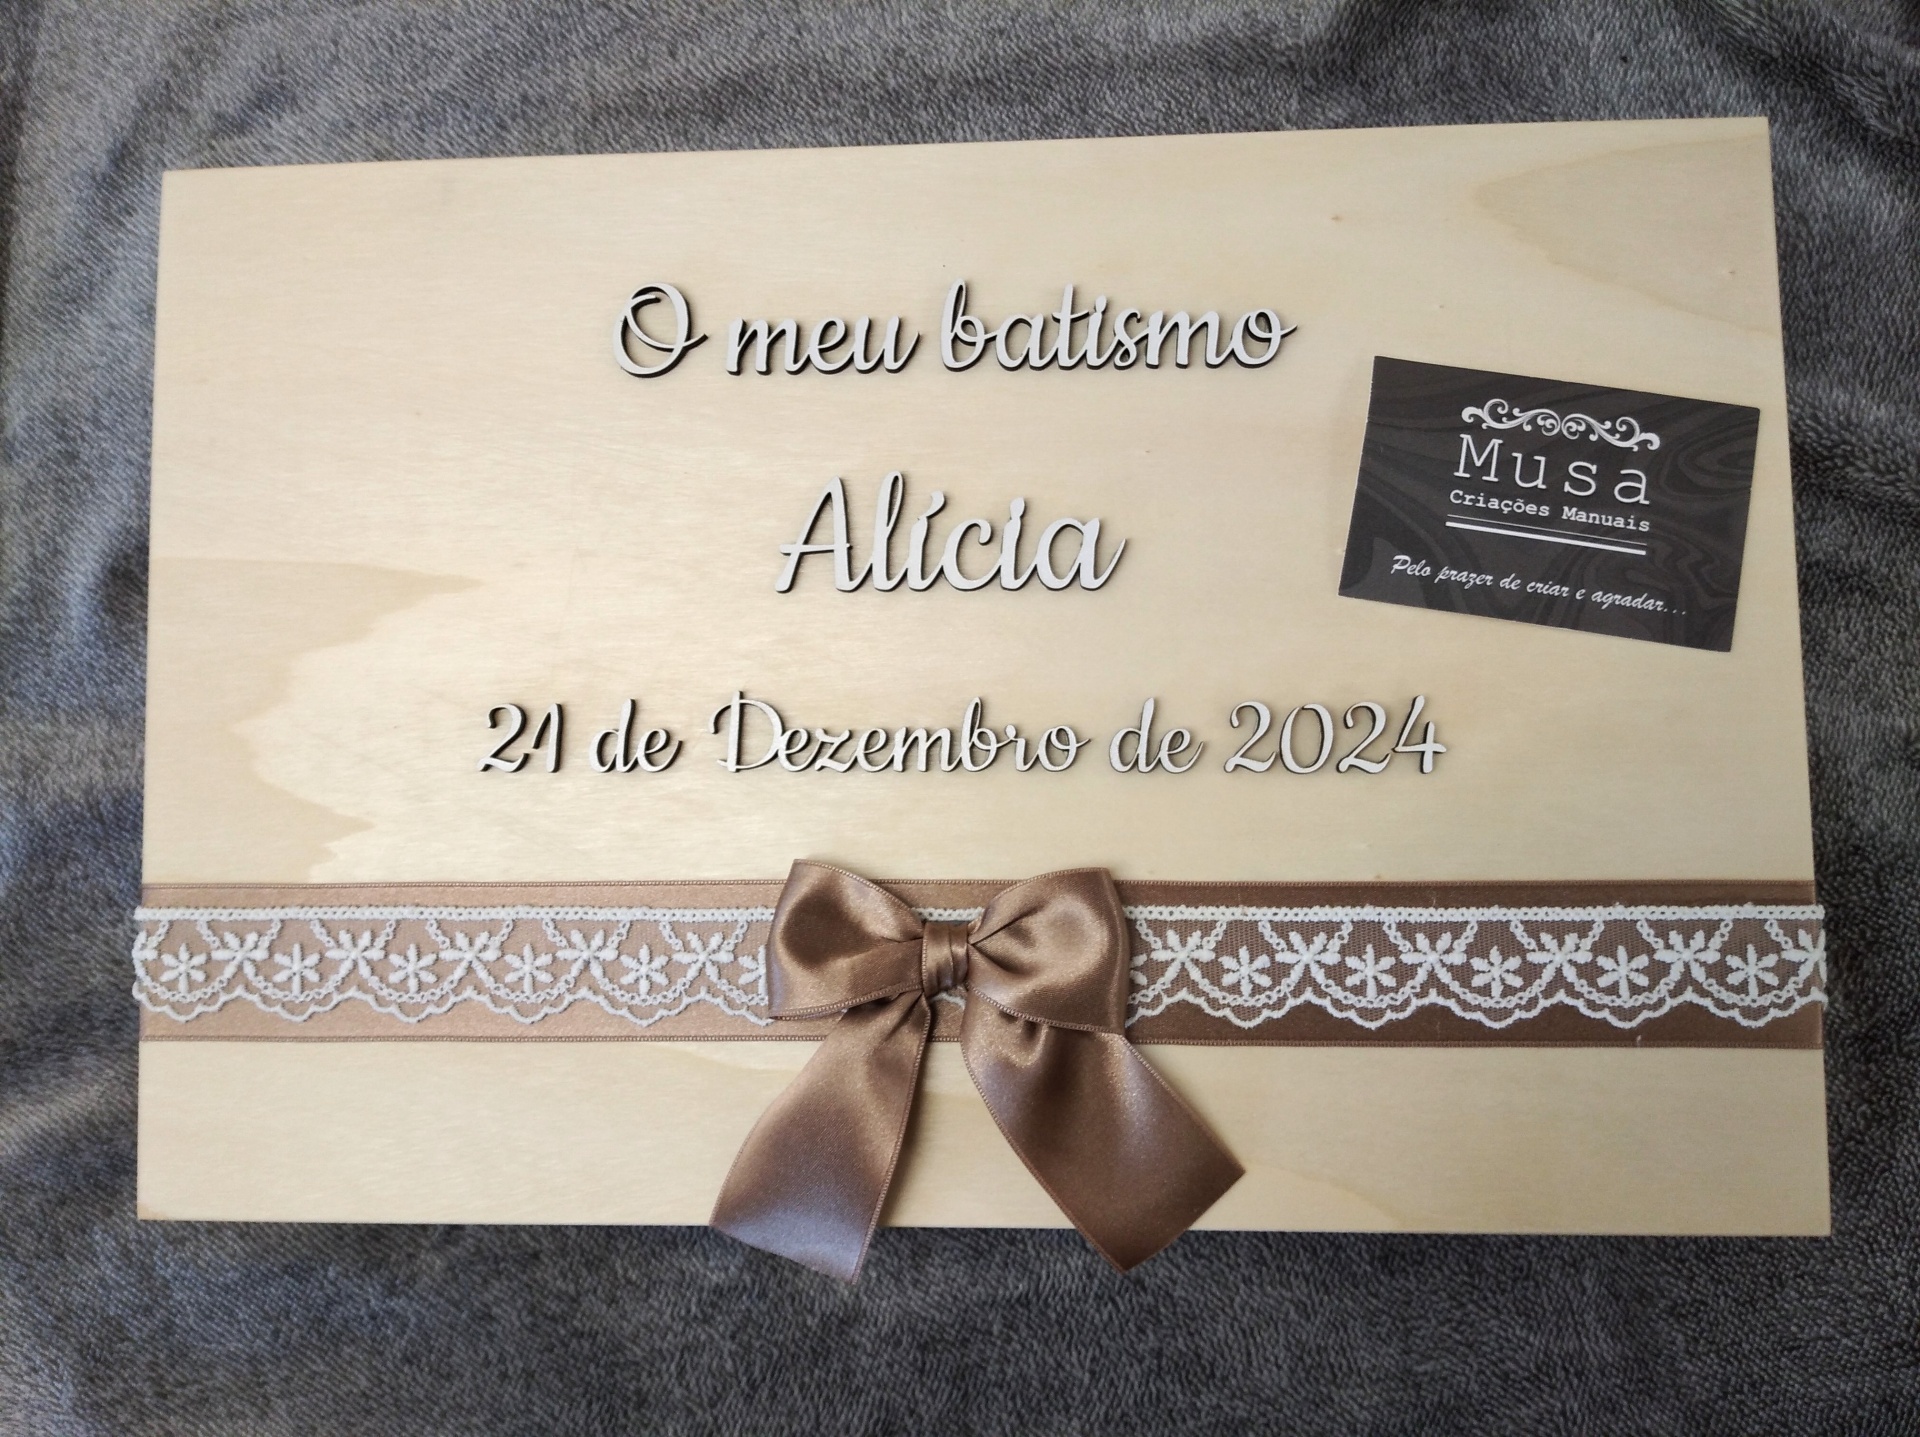 O meu batismo
Alícia
21 de Dezembro de 2024
Musa
Criações Manuais
Pelo prazer de criar e agradar...